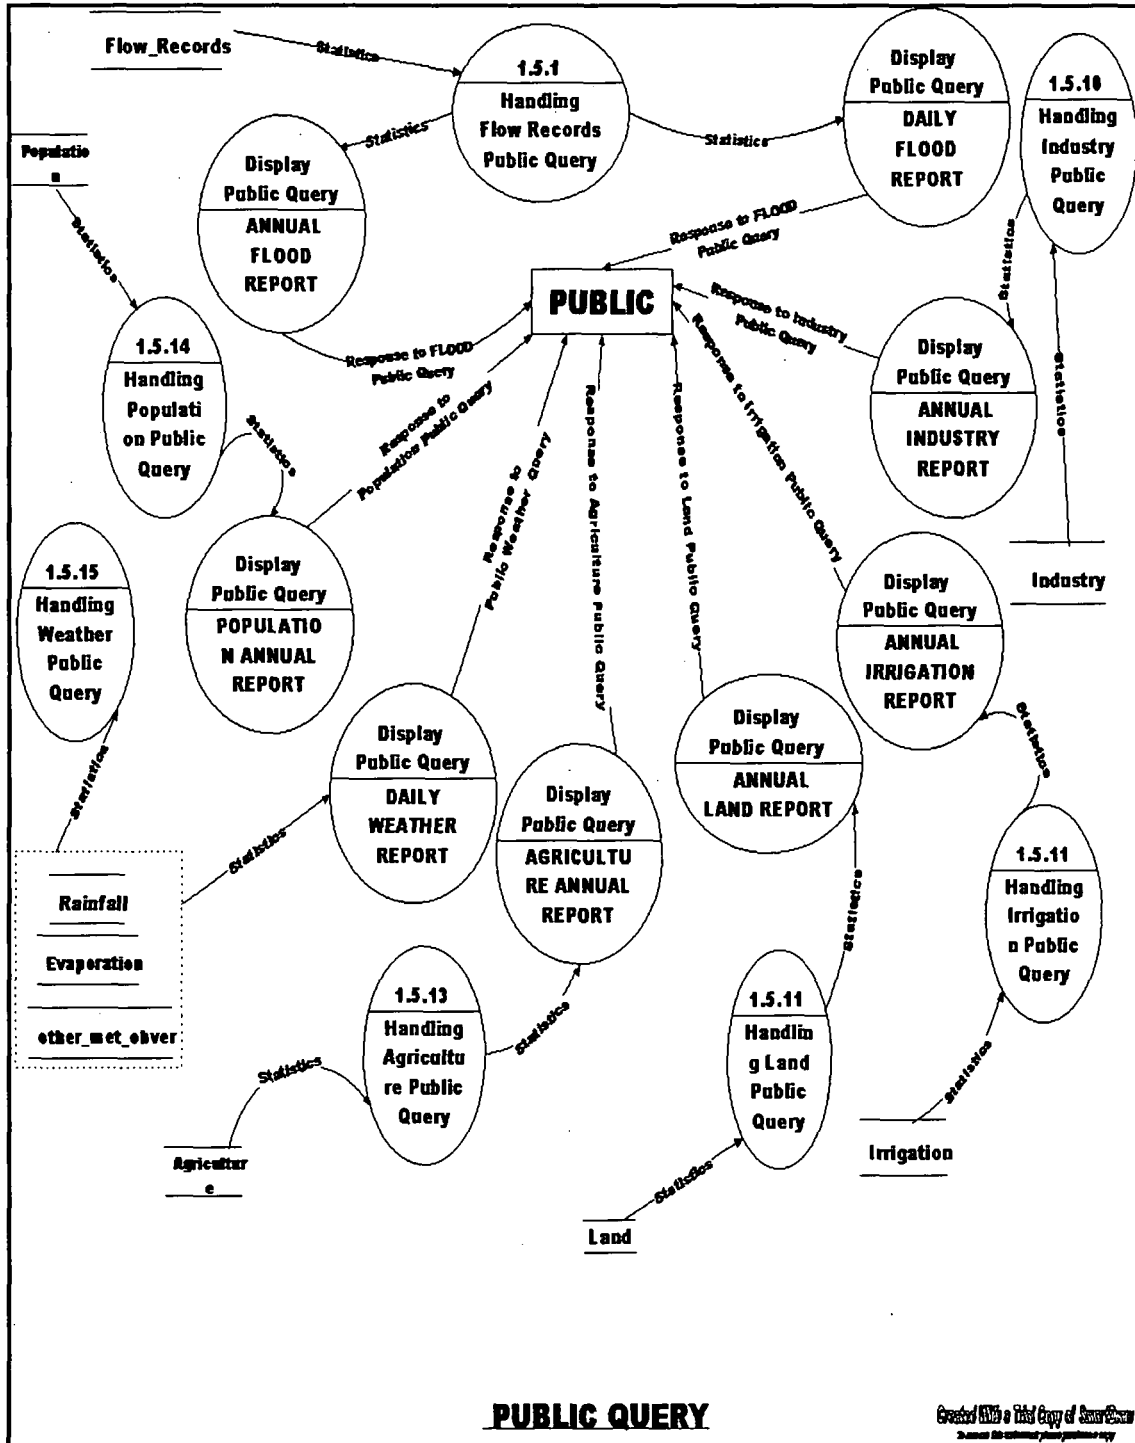 Flow_Records
Statistics
1.5.1
Handling
Flow Records
Public Query
Statistics
Statistics
Display
Public Query
DAILY
FLOOD
REPORT
1.5.10
Handling
Industry
Public
Query
Populatio
n
Display
Public Query
ANNUAL
FLOOD
REPORT
Response to FLOOD
Public Query
Statistics
Statistics
PUBLIC
Response to Industry
Public Query
Display
Public Query
ANNUAL
INDUSTRY
REPORT
Statistics
1.5.14
Handling
Populati
on Public
Query
Response to FLOOD
Public Query
Statistics
Response to
Population Public Query
Response to
Public Weather Query
Response to Agriculture Public Query
Response to Land Public Query
Response to Irrigation Public Query
1.5.15
Handling
Weather
Public
Query
Display
Public Query
POPULATIO
N ANNUAL
REPORT
Industry
Display
Public Query
ANNUAL
IRRIGATION
REPORT
Statistics
Display
Public Query
DAILY
WEATHER
REPORT
Display
Public Query
AGRICULTU
RE ANNUAL
REPORT
Display
Public Query
ANNUAL
LAND REPORT
Statistics
Statistics
Statistics
1.5.11
Handling
Irrigatio
n Public
Query
Rainfall
Evaporation
other_met_obver
1.5.13
Handling
Agricultu
re Public
Query
Statistics
Statistics
1.5.11
Handlin
g Land
Public
Query
Statistics
Agricultur
e
Statistics
Irrigation
Land
PUBLIC QUERY
Created With a Trial Copy of SmartDraw